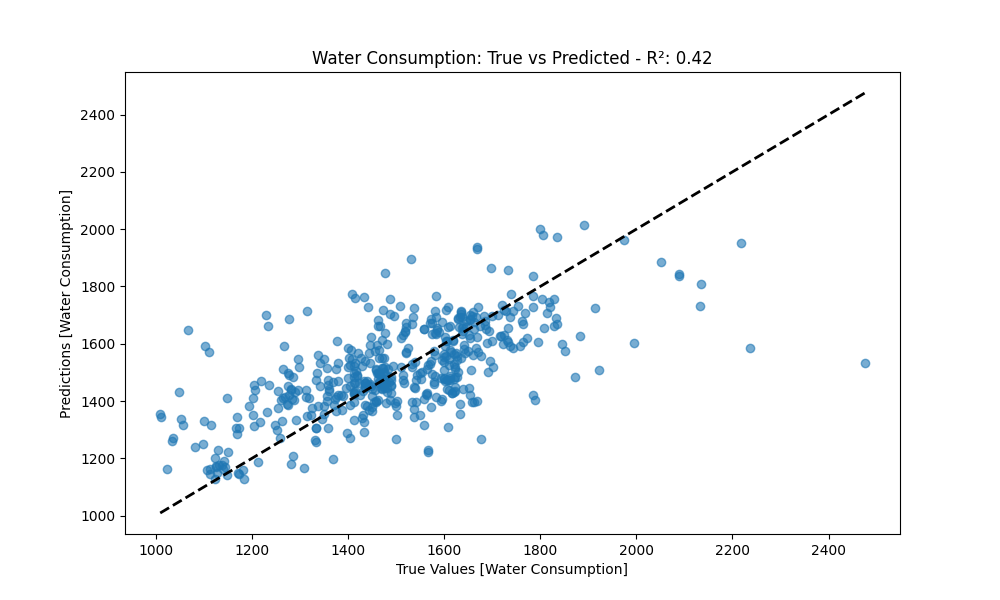 Water Consumption: True vs Predicted - R²: 0.42
Predictions [Water Consumption]
2400
2200
2000
1800
1600
1400
1200
1000
1000 1200 1400 1600 1800 2000 2200 2400
True Values [Water Consumption]